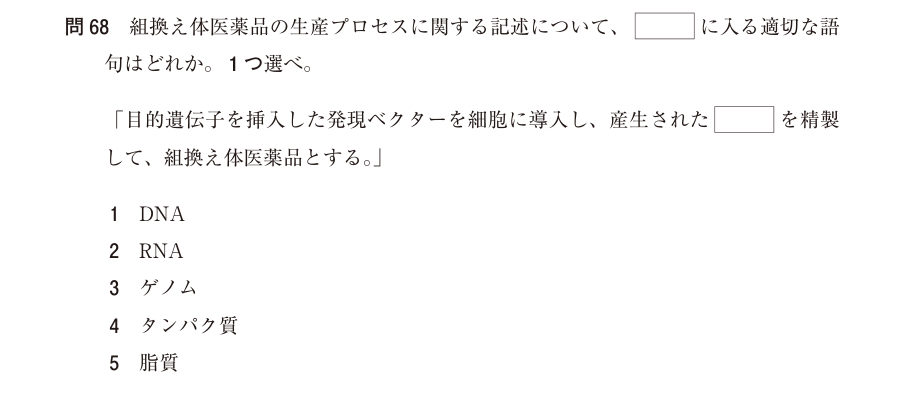 問 68 組換え体医薬品の生産プロセスに関する記述について、 に入る適切な語
句はどれか。 1つ選べ。
「目的遺伝子を挿入した発現ベクターを細胞に導入し、産生された を精製
して、組換え体医薬品とする。」
1 DNA
2 RNA
3 ゲノム
4 タンパク質
5 脂質